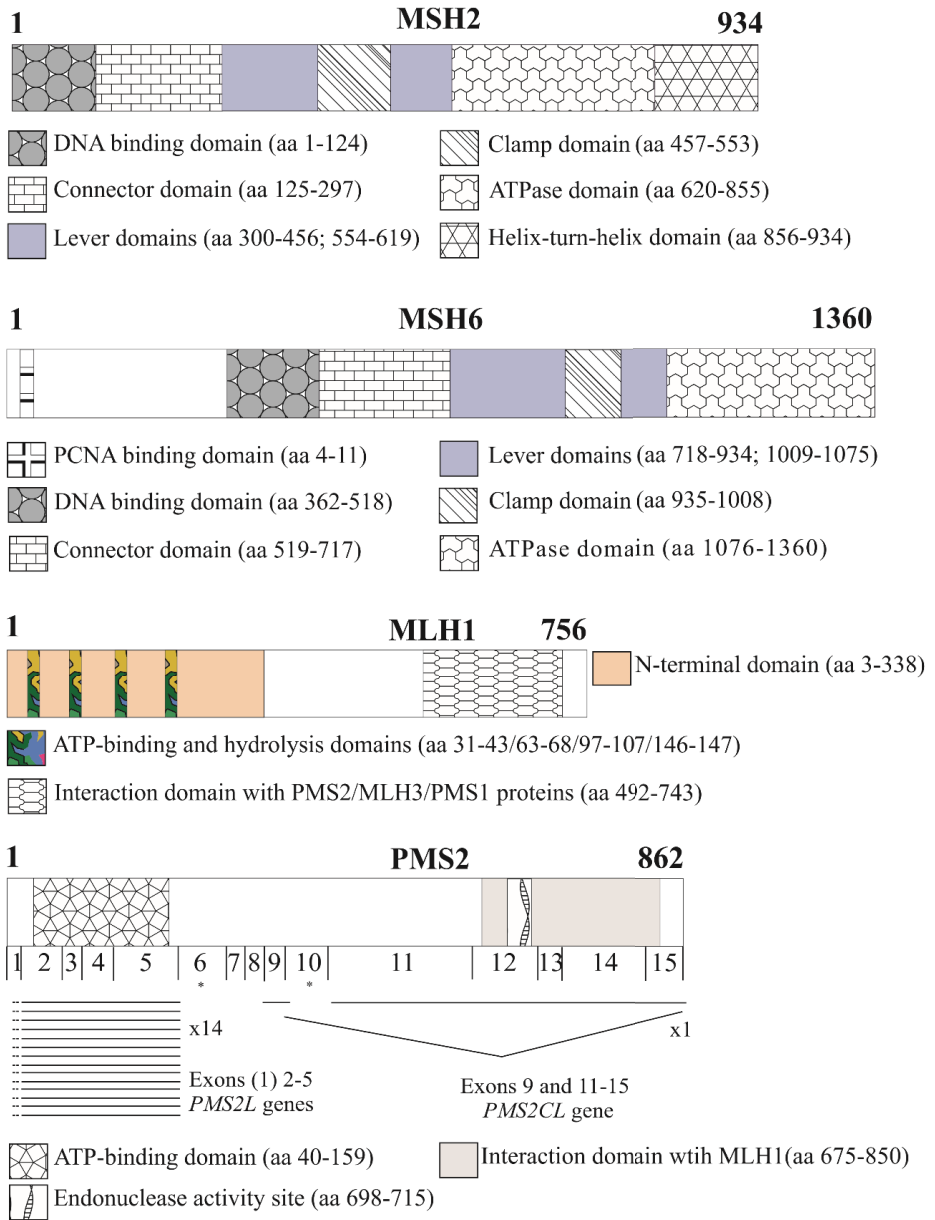 1 MSH2 934
DNA binding domain (aa 1-124)
Clamp domain (aa 457-553)
Connector domain (aa 125-297)
ATPase domain (aa 620-855)
Lever domains (aa 300-456; 554-619)
Helix-turn-helix domain (aa 856-934)
1 MSH6 1360
PCNA binding domain (aa 4-11)
Lever domains (aa 718-934; 1009-1075)
DNA binding domain (aa 362-518)
Clamp domain (aa 935-1008)
Connector domain (aa 519-717)
ATPase domain (aa 1076-1360)
1 MLH1 756
N-terminal domain (aa 3-338)
ATP-binding and hydrolysis domains (aa 31-43/63-68/97-107/146-147)
Interaction domain with PMS2/MLH3/PMS1 proteins (aa 492-743)
1 PMS2 862
1 2 3 4 5 6 7 8 9 10 11 12 13 14 15
* *
x14 x1
Exons (1) 2-5
PMS2L genes
Exons 9 and 11-15
PMS2CL gene
ATP-binding domain (aa 40-159)
Interaction domain wtih MLH1(aa 675-850)
Endonuclease activity site (aa 698-715)